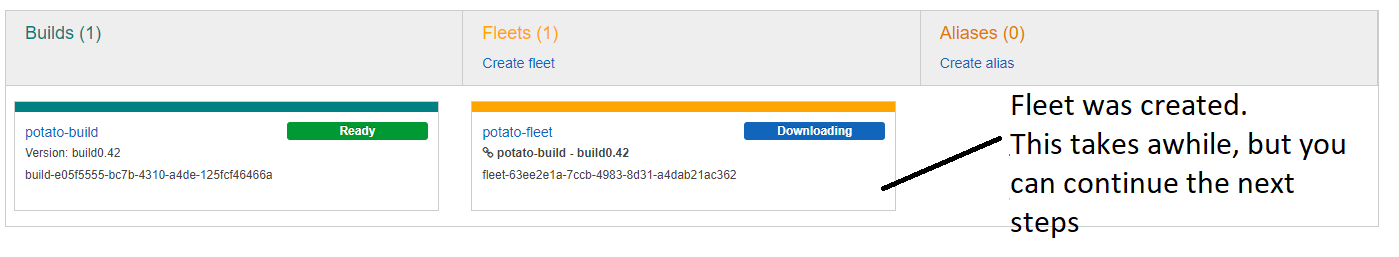 Builds (1)
Fleets (1)
Create fleet
Aliases (0)
Create alias
potato-build
Ready
Version: build0.42
build-e05f5555-bc7b-4310-a4de-125fcf46466a
potato-fleet
Downloading
potato-build - build0.42
fleet-63ee2e1a-7ccb-4983-8d31-a4dab21ac362
Fleet was created.
This takes awhile, but you
can continue the next
steps